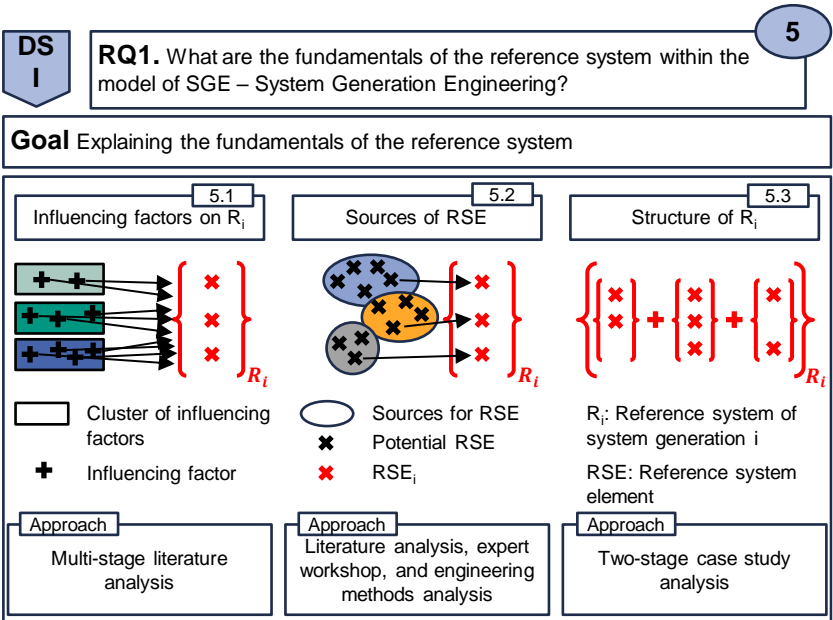 DS
I
RQ1. What are the fundamentals of the reference system within the
model of SGE – System Generation Engineering?
5
Goal Explaining the fundamentals of the reference system
5.1
Influencing factors on Rᵢ
5.2
Sources of RSE
5.3
Structure of Rᵢ
Rᵢ
Rᵢ
Rᵢ
Cluster of influencing
factors
Influencing factor
Sources for RSE
Potential RSE
RSEᵢ
Rᵢ: Reference system of
system generation i
RSE: Reference system
element
Approach
Multi-stage literature
analysis
Approach
Literature analysis, expert
workshop, and engineering
methods analysis
Approach
Two-stage case study
analysis